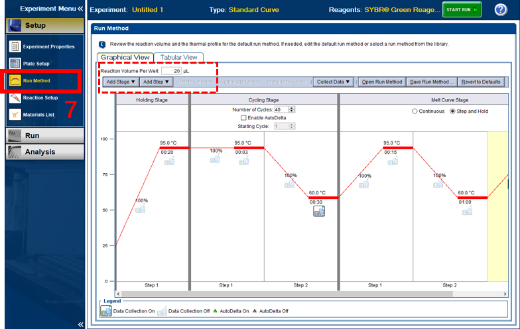 Experiment Menu «
Experiment: Untitled 1
Type: Standard Curve
Reagents: SYBR® Green Reage...
START RUN
?
Setup
Run Method
Review the reaction volume and the thermal profile for the default run method. If needed, edit the default run method or select a run method from the library.
Experiment Properties
Graphical View
Tabular View
Plate Setup
Reaction Volume Per Well: 20 µL
Run Method
Add Stage ▼
Add Step ▼
Collect Data ▼
Open Run Method
Save Run Method...
Revert to Defaults
Reaction Setup
7
Materials List
Holding Stage
Cycling Stage
Melt Curve Stage
Number of Cycles: 40
Enable AutoDelta
Starting Cycle: 1
Continuous
Step and Hold
Run
Analysis
100
95.0 °C
00:20
100%
95.0 °C
00:03
95.0 °C
00:15
75
100%
100%
100%
100%
60.0 °C
00:30
60.0 °C
01:00
50
25
0
Step 1
Step 1
Step 2
Step 1
Step 2
Legend
Data Collection On
Data Collection Off
AutoDelta On
AutoDelta Off
«